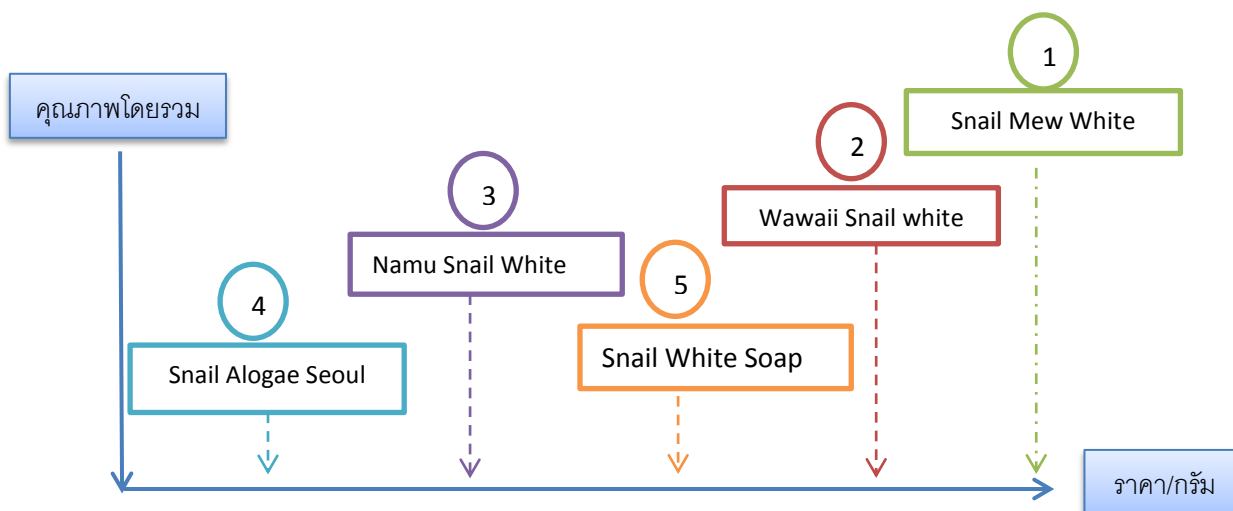 1
คุณภาพโดยรวม
Snail Mew White
2
3
Wawaii Snail white
Namu Snail White
5
4
Snail White Soap
Snail Alogae Seoul
ราคา/กรัม